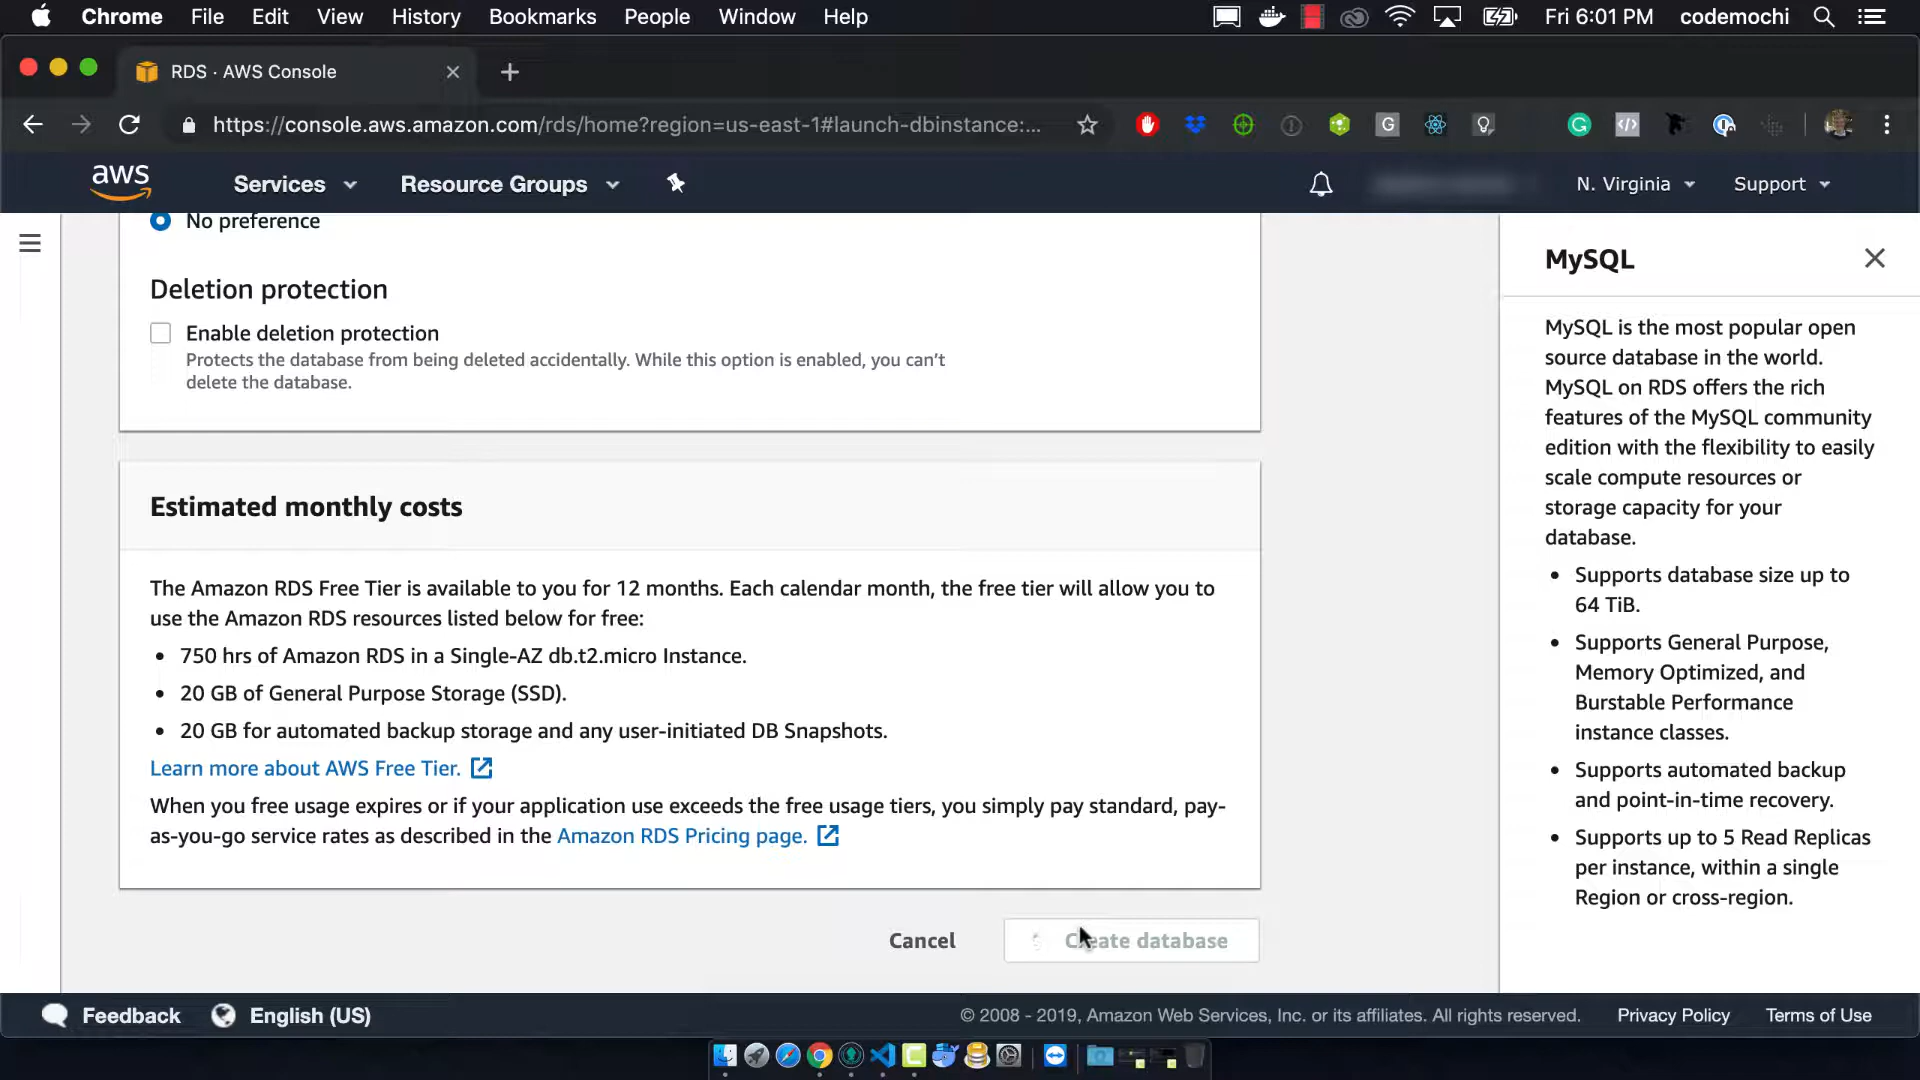 Chrome File Edit View History Bookmarks People Window Help Fri 6:01 PM codemochi
RDS · AWS Console
https://console.aws.amazon.com/rds/home?region=us-east-1#launch-dbinstance:...
aws Services Resource Groups N. Virginia Support
No preference
Deletion protection
Enable deletion protection
Protects the database from being deleted accidentally. While this option is enabled, you can't
delete the database.
Estimated monthly costs
The Amazon RDS Free Tier is available to you for 12 months. Each calendar month, the free tier will allow you to
use the Amazon RDS resources listed below for free:
• 750 hrs of Amazon RDS in a Single-AZ db.t2.micro Instance.
• 20 GB of General Purpose Storage (SSD).
• 20 GB for automated backup storage and any user-initiated DB Snapshots.
Learn more about AWS Free Tier.
When you free usage expires or if your application use exceeds the free usage tiers, you simply pay standard, pay-
as-you-go service rates as described in the Amazon RDS Pricing page.
Cancel Create database
MySQL
MySQL is the most popular open
source database in the world.
MySQL on RDS offers the rich
features of the MySQL community
edition with the flexibility to easily
scale compute resources or
storage capacity for your
database.
• Supports database size up to
64 TiB.
• Supports General Purpose,
Memory Optimized, and
Burstable Performance
instance classes.
• Supports automated backup
and point-in-time recovery.
• Supports up to 5 Read Replicas
per instance, within a single
Region or cross-region.
Feedback English (US) © 2008 - 2019, Amazon Web Services, Inc. or its affiliates. All rights reserved. Privacy Policy Terms of Use